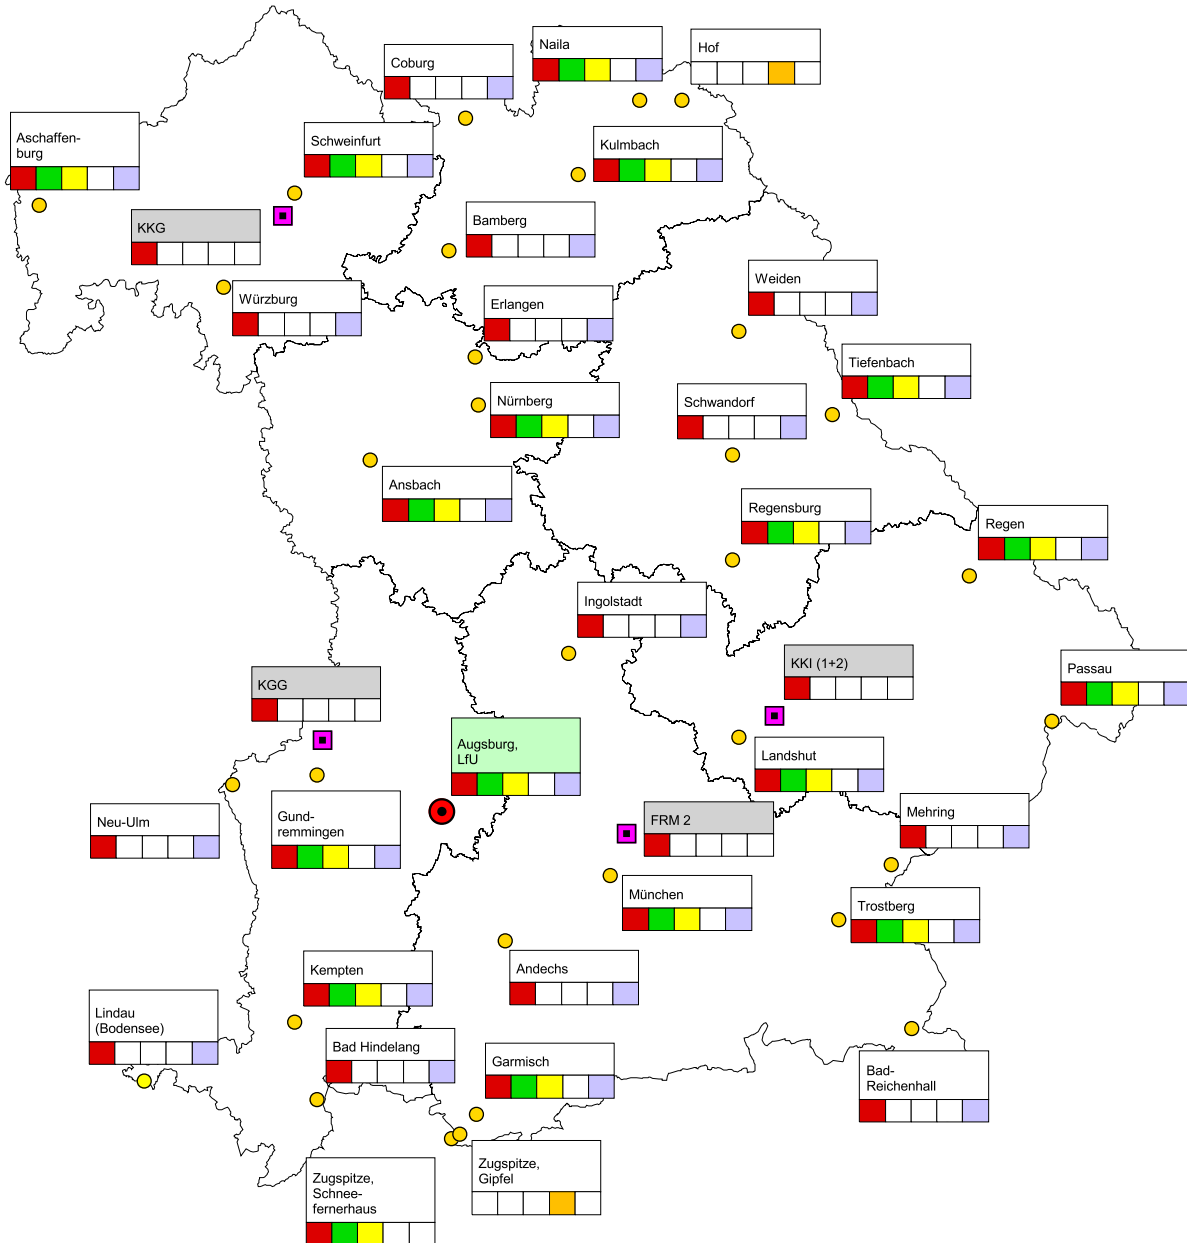 Naila
Hof
Coburg
Aschaffen-
burg
Schweinfurt
Kulmbach
KKG
Bamberg
Würzburg
Erlangen
Weiden
Tiefenbach
Nürnberg
Schwandorf
Ansbach
Regensburg
Regen
Ingolstadt
KKI (1+2)
Passau
KGG
Augsburg,
LfU
Landshut
Neu-Ulm
Gund-
remmingen
FRM 2
Mehring
München
Trostberg
Kempten
Andechs
Lindau
(Bodensee)
Bad Hindelang
Garmisch
Bad-
Reichenhall
Zugspitze,
Gipfel
Zugspitze,
Schnee-
fernerhaus